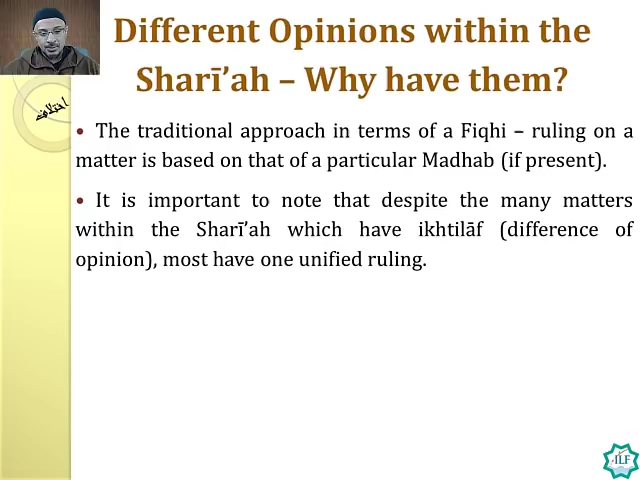 Different Opinions within the
Sharī’ah – Why have them?
اختلاف
• The traditional approach in terms of a Fiqhi – ruling on a
matter is based on that of a particular Madhab (if present).
• It is important to note that despite the many matters
within the Sharī’ah which have ikhtilāf (difference of
opinion), most have one unified ruling.
ILF